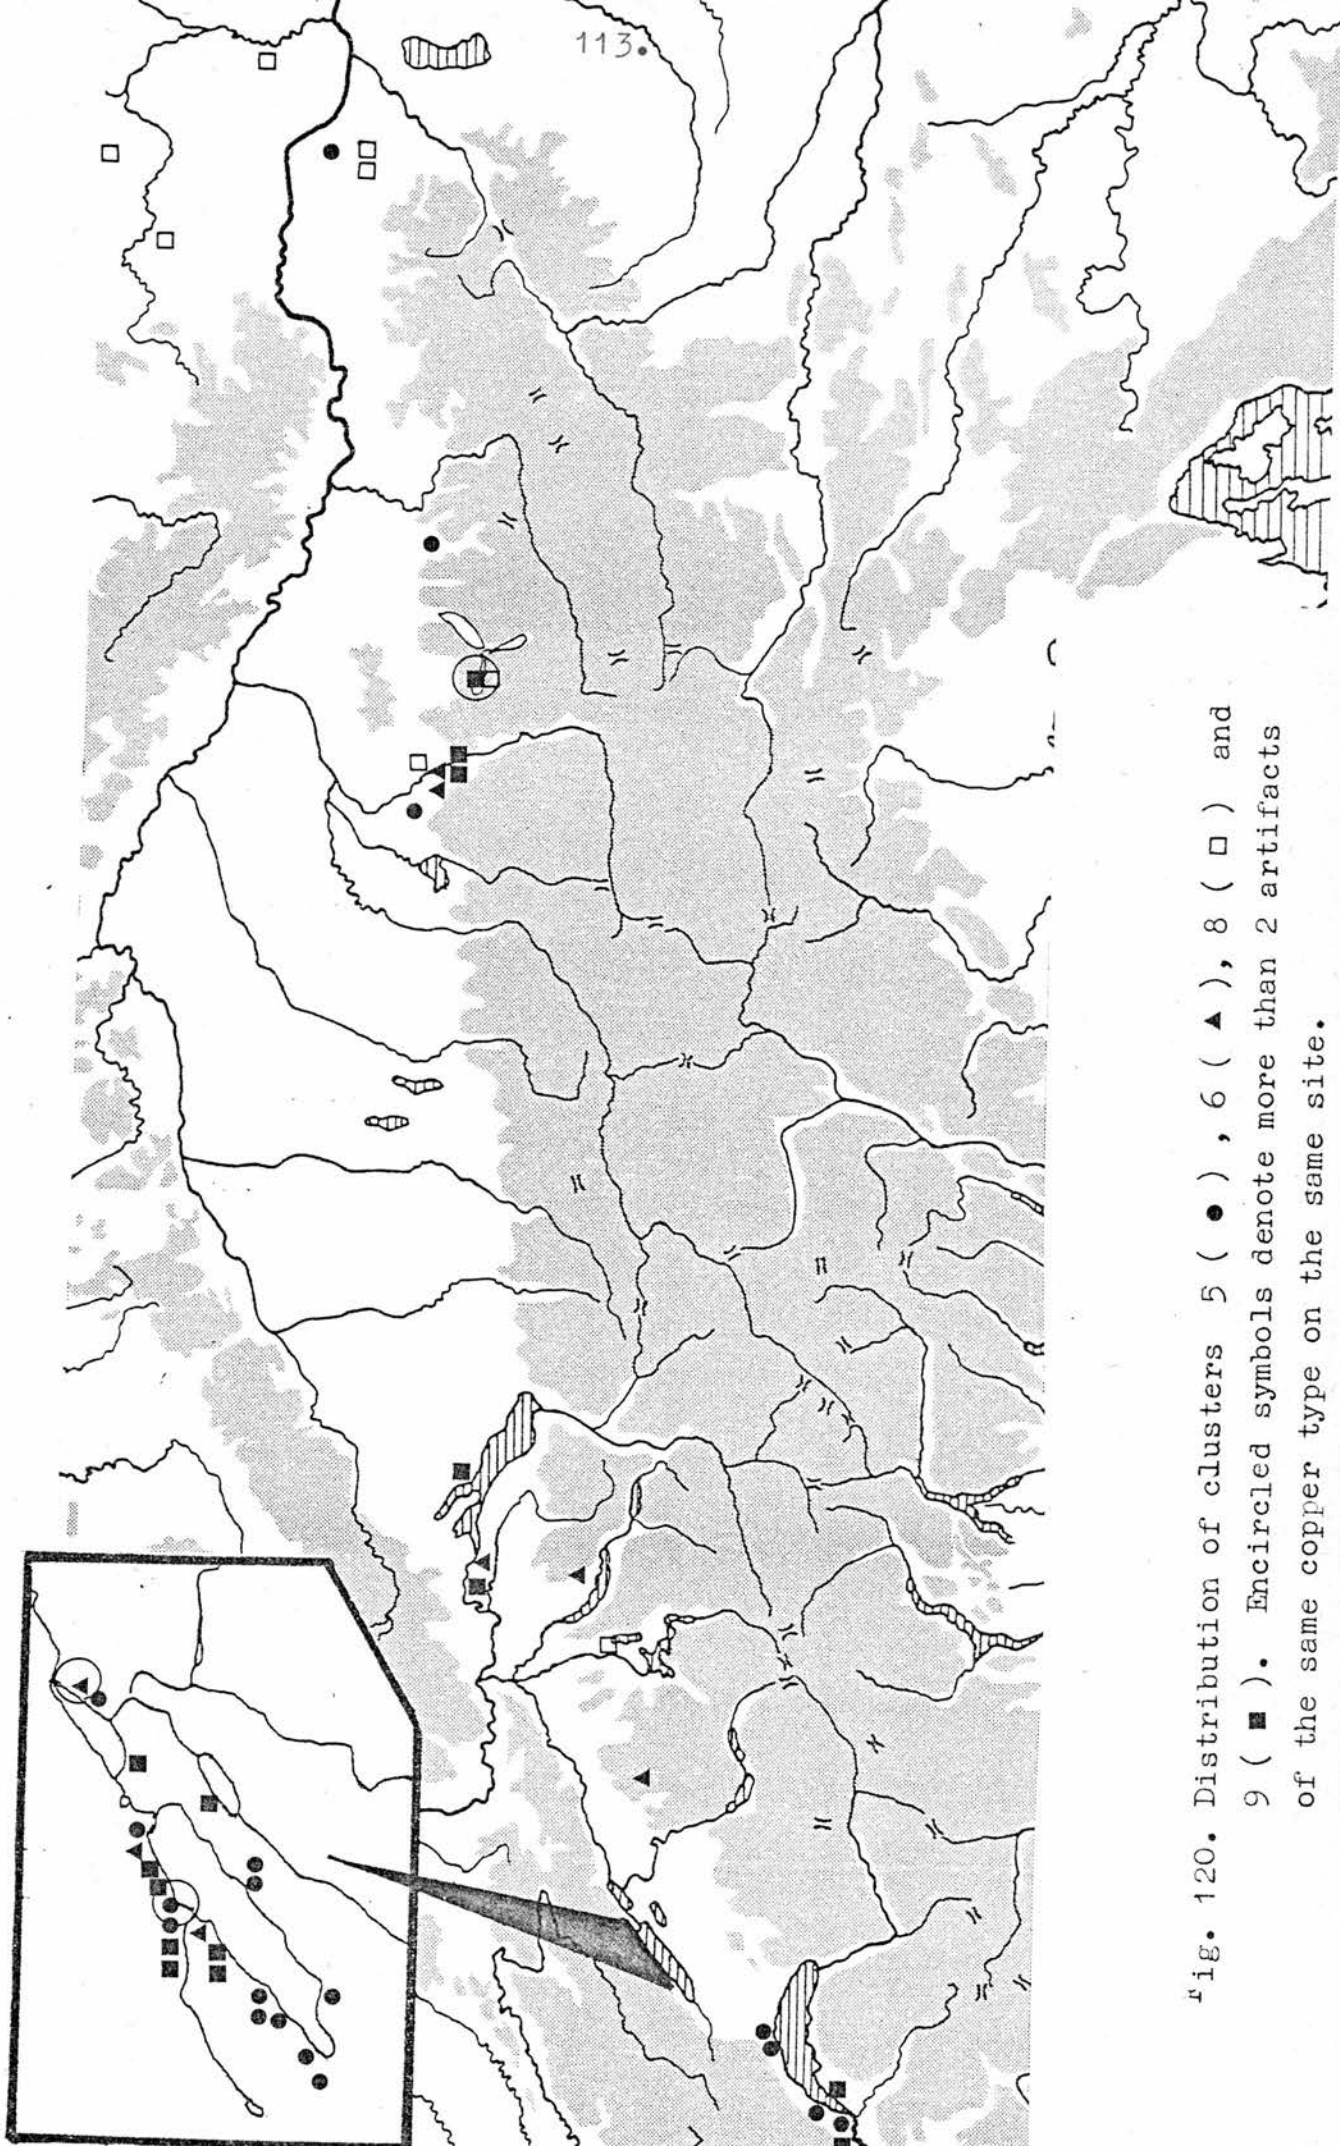 113.
Fig. 120. Distribution of clusters 5 ( ● ), 6 ( ▲ ), 8 ( □ ) and
9 ( ■ ). Encircled symbols denote more than 2 artifacts
of the same copper type on the same site.